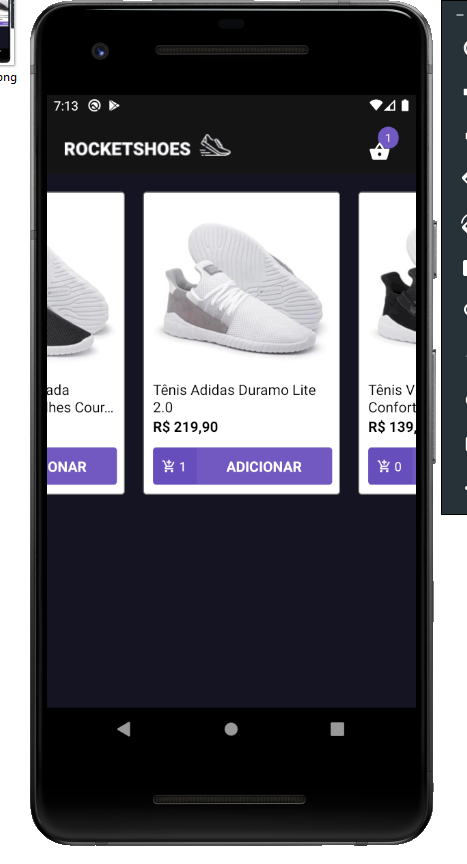 ong
7:13
ROCKETSHOES
1
ada
lhes Cour...
ONAR
Tênis Adidas Duramo Lite
2.0
R$ 219,90
1 ADICIONAR
Tênis V
Confort
R$ 139,
0